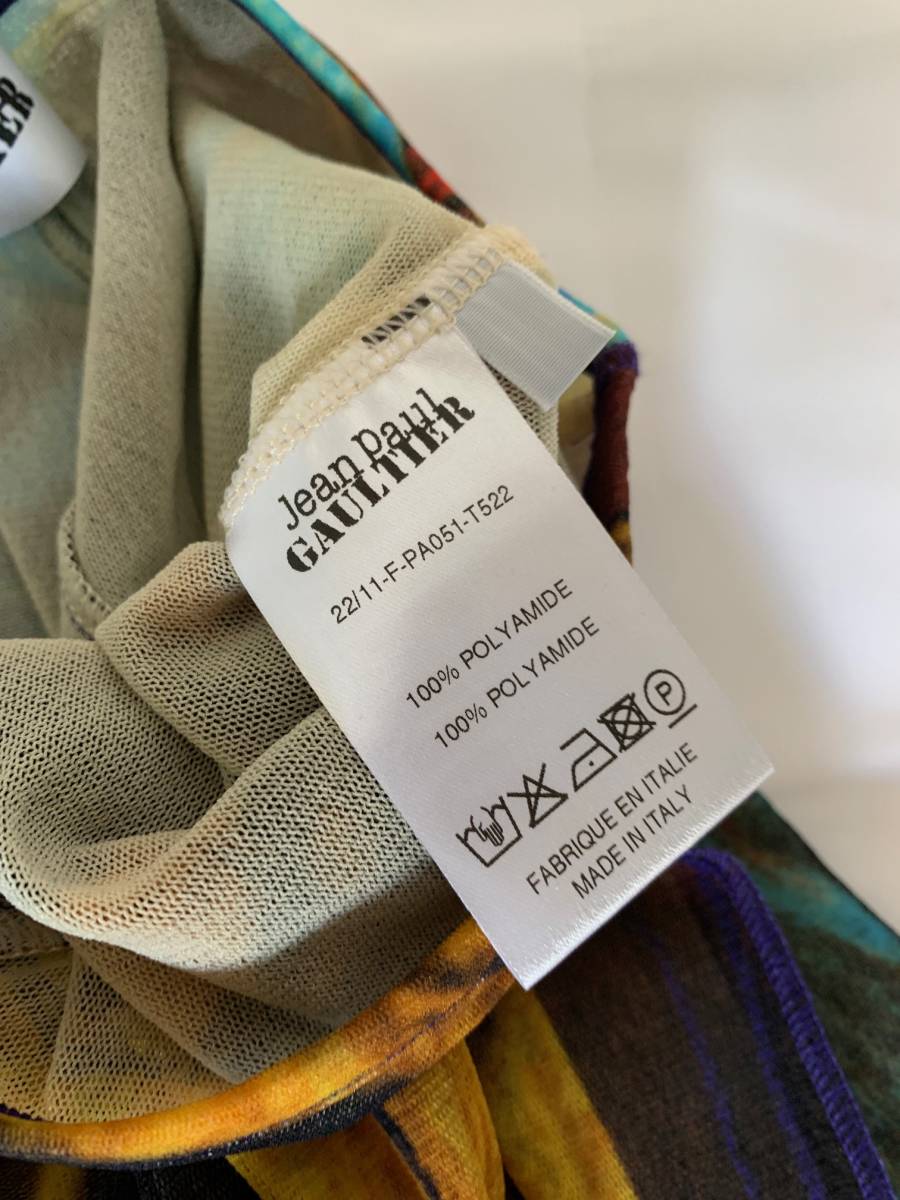 Jean Paul
GAULTIER
22/11-F-PA051-T522
100% POLYAMIDE
100% POLYAMIDE
P
FABRIQUE EN ITALIE
MADE IN ITALY